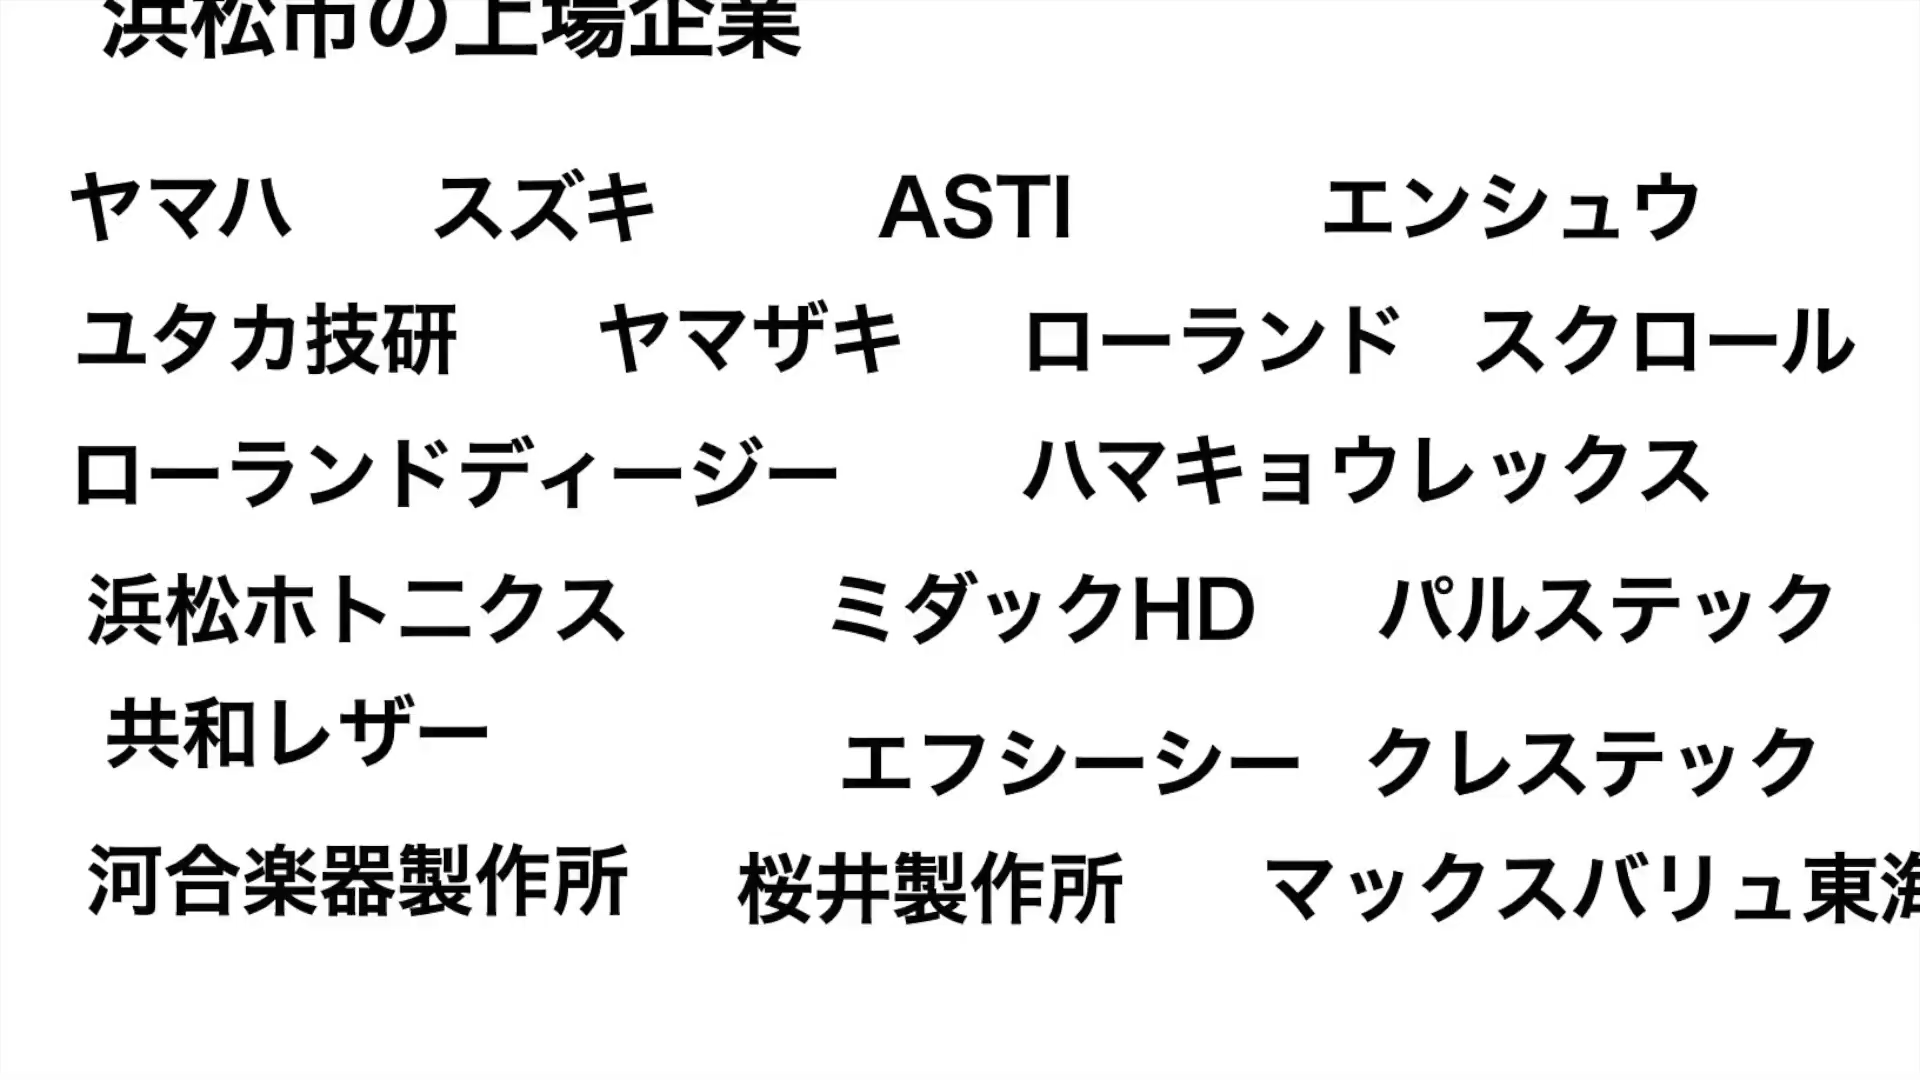 浜松市の上場企業
ヤマハ スズキ ASTI エンシュウ
ユタカ技研 ヤマザキ ローランド スクロール
ローランドディージー ハマキョウレックス
浜松ホトニクス ミダックHD パルステック
共和レザー エフシーシー クレステック
河合楽器製作所 桜井製作所 マックスバリュ東海